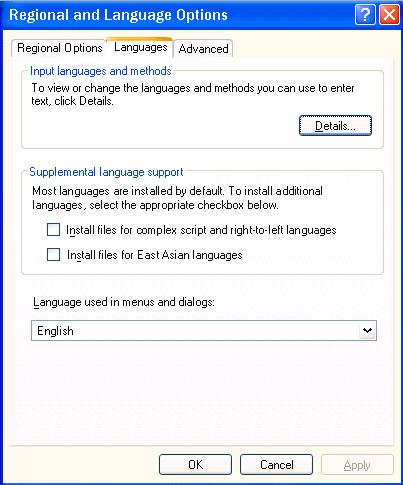 Regional and Language Options
Regional Options Languages Advanced
Input languages and methods
To view or change the languages and methods you can use to enter
text, click Details.
Details...
Supplemental language support
Most languages are installed by default. To install additional
languages, select the appropriate checkbox below.
Install files for complex script and right-to-left languages
Install files for East Asian languages
Language used in menus and dialogs:
English
OK Cancel Apply